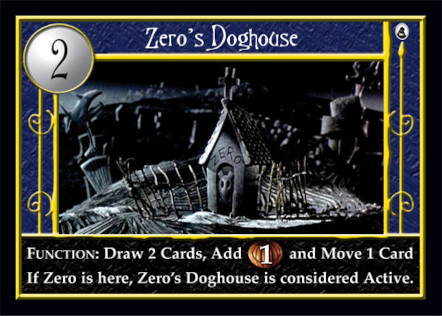 Zero's Doghouse
2
ZERO
FUNCTION: Draw 2 Cards, Add 1 and Move 1 Card
If Zero is here, Zero's Doghouse is considered Active.